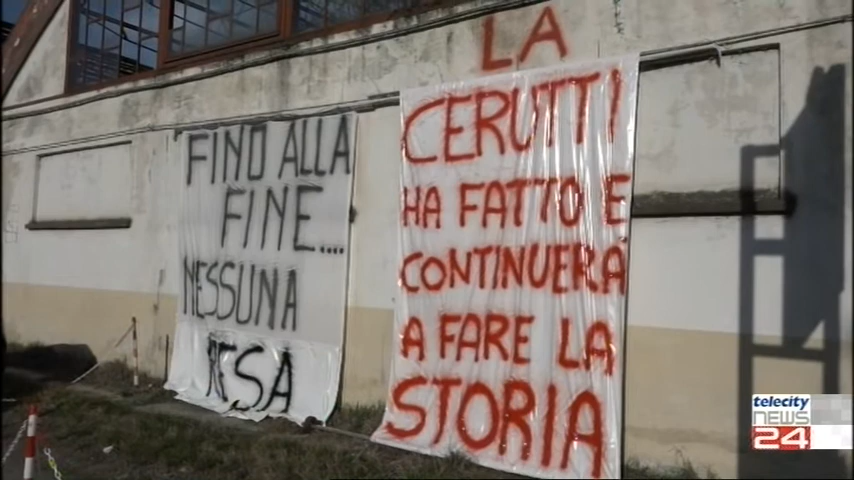 FINO ALLA
FINE....
NESSUNA
RESA
LA
CERUTTI
HA FATTO E
CONTINUERÀ
A FARE LA
STORIA
telecity
NEWS
24